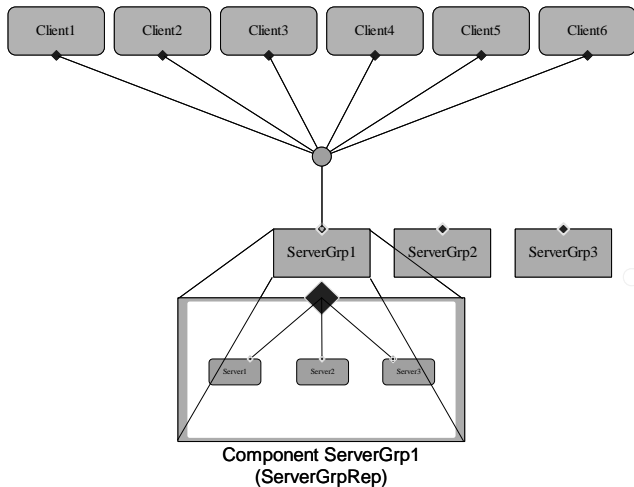 Client1 Client2 Client3 Client4 Client5 Client6
ServerGrp1 ServerGrp2 ServerGrp3
Server1 Server2 Server3
Component ServerGrp1
(ServerGrpRep)